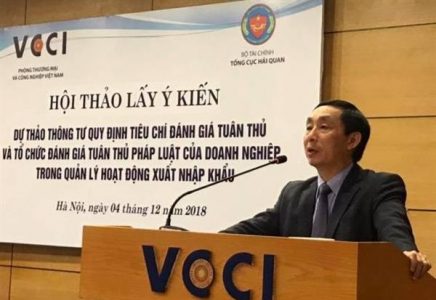 VCCI
PHÒNG THƯƠNG MẠI
VÀ CÔNG NGHIỆP VIỆT NAM
BỘ TÀI CHÍNH
TỔNG CỤC HẢI QUAN
HỘI THẢO LẤY Ý KIẾN
DỰ THẢO THÔNG TƯ QUY ĐỊNH TIÊU CHÍ ĐÁNH GIÁ TUÂN THỦ
VÀ TỔ CHỨC ĐÁNH GIÁ TUÂN THỦ PHÁP LUẬT CỦA DOANH NGHIỆP
TRONG QUẢN LÝ HOẠT ĐỘNG XUẤT NHẬP KHẨU
Hà Nội, ngày 04 tháng 12 năm 2018
VCCI